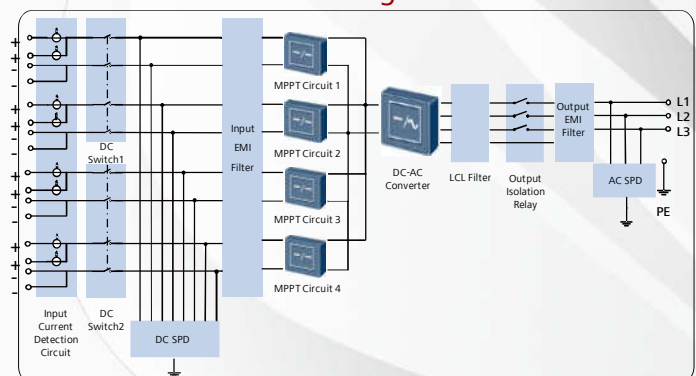 +
+
-
-
+
+
-
-
+
+
-
-
+
+
-
-
DC
Switch1
Input
EMI
Filter
MPPT Circuit 1
MPPT Circuit 2
MPPT Circuit 3
MPPT Circuit 4
DC-AC
Converter
LCL Filter
Output
Isolation
Relay
Output
EMI
Filter
L1
L2
L3
AC SPD
PE
Input
Current
Detection
Circuit
DC
Switch2
DC SPD